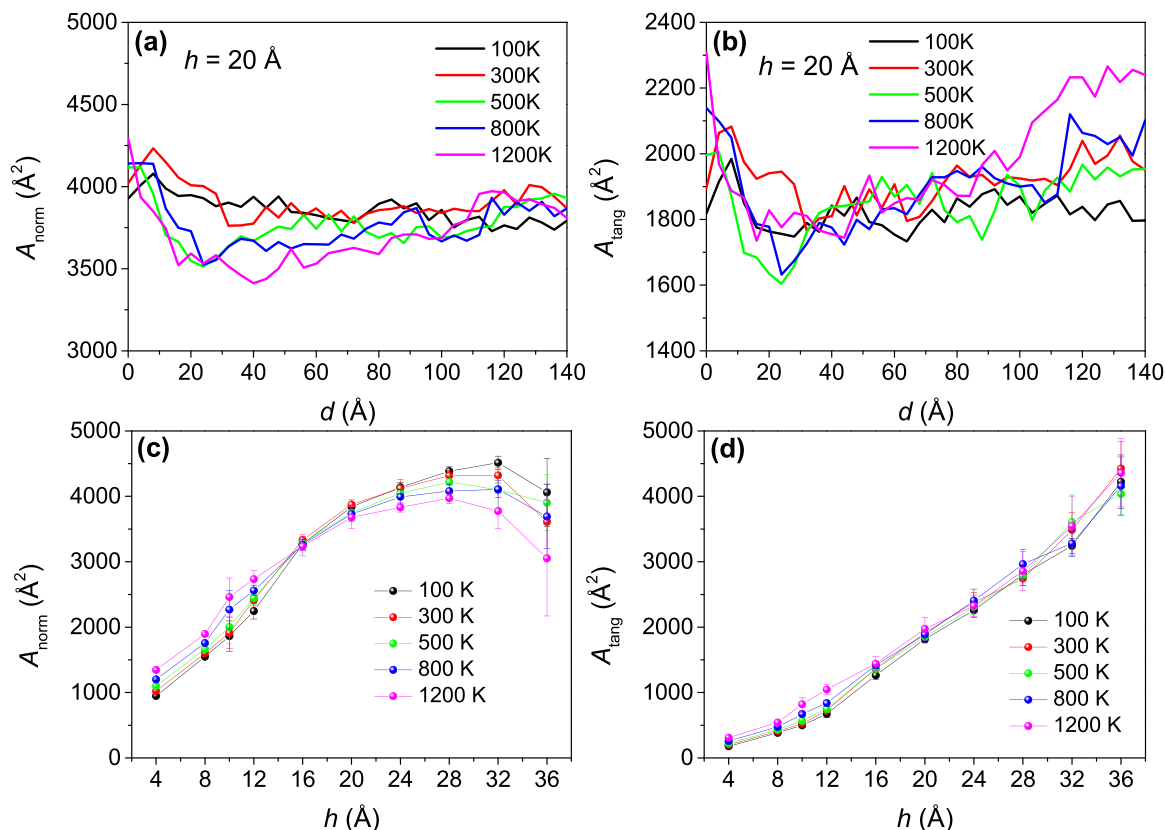 (a)
h = 20 Å
100K
300K
500K
800K
1200K
5000
4500
4000
3500
3000
A_norm (Å²)
0 20 40 60 80 100 120 140
d (Å)
(b)
h = 20 Å
100K
300K
500K
800K
1200K
2400
2200
2000
1800
1600
1400
A_tang (Å²)
0 20 40 60 80 100 120 140
d (Å)
(c)
5000
4000
3000
2000
1000
0
A_norm (Å²)
100 K
300 K
500 K
800 K
1200 K
4 8 12 16 20 24 28 32 36
h (Å)
(d)
5000
4000
3000
2000
1000
0
A_tang (Å²)
100 K
300 K
500 K
800 K
1200 K
4 8 12 16 20 24 28 32 36
h (Å)